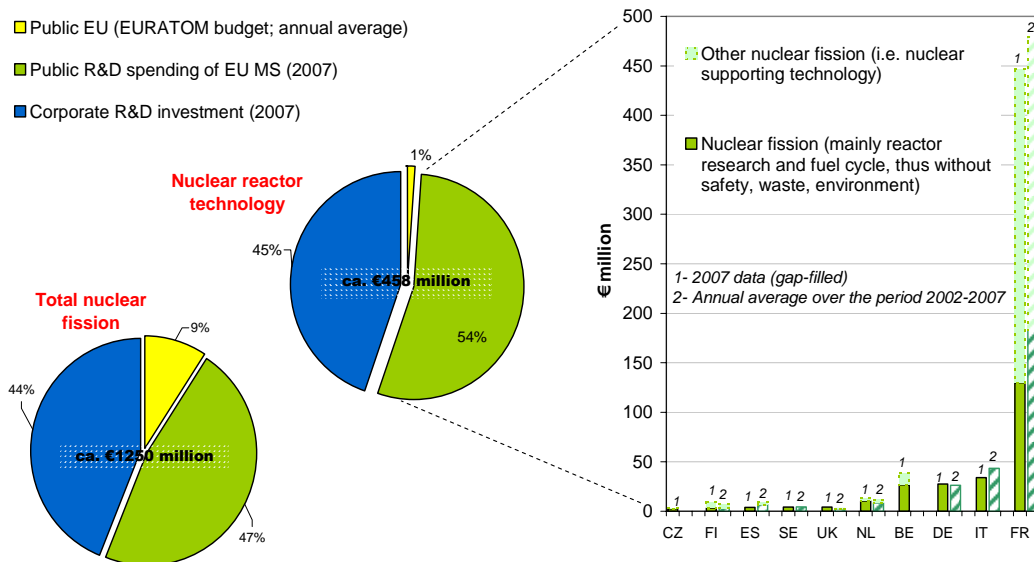 Public EU (EURATOM budget; annual average)
Public R&D spending of EU MS (2007)
Corporate R&D investment (2007)
Nuclear reactor
technology
1%
45%
ca. €458 million
54%
Total nuclear
fission
9%
44%
ca. €1250 million
47%
500
450
400
350
300
250
200
150
100
50
0
€ million
Other nuclear fission (i.e. nuclear
supporting technology)
Nuclear fission (mainly reactor
research and fuel cycle, thus without
safety, waste, environment)
1- 2007 data (gap-filled)
2- Annual average over the period 2002-2007
1
1 2
1 2
1 2
1 2
1 2
1
1 2
1 2
1 2
CZ FI ES SE UK NL BE DE IT FR